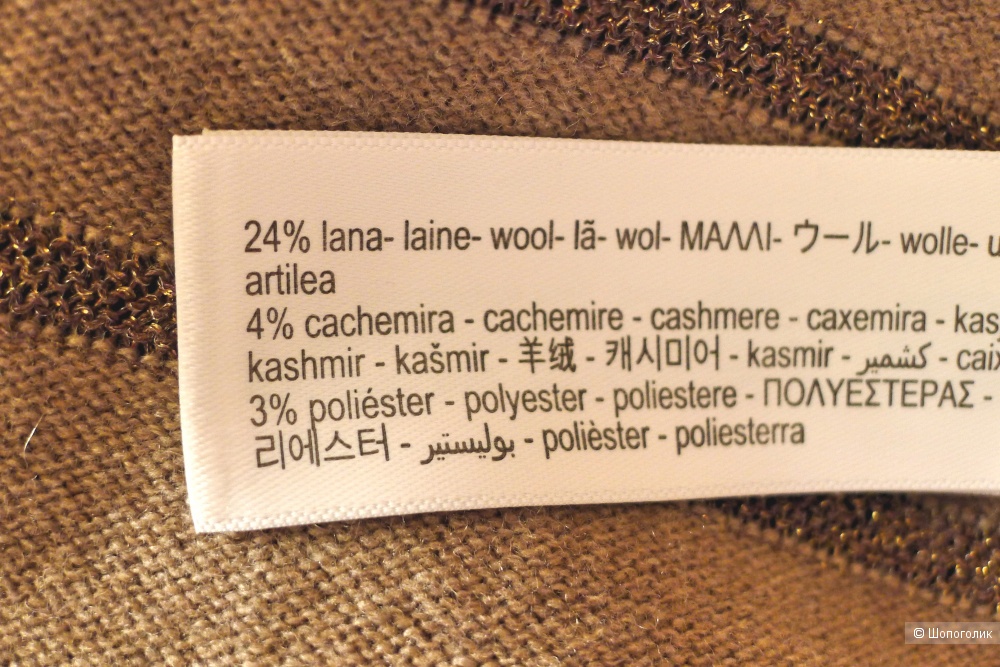 24% lana- laine- wool- lã- wol- ΜΑΛΛΙ- ウール- wolle-
artilea
4% cachemira - cachemire - cashmere - caxemira -
kashmir - kašmir - 羊绒 - 캐시미어 - kasmir - كشمير -
3% poliéster - polyester - poliestere - ΠΟΛΥΕΣΤΕΡΑΣ -
리에스터 - بوليستير - polièster - poliesterra
© Шопоголик